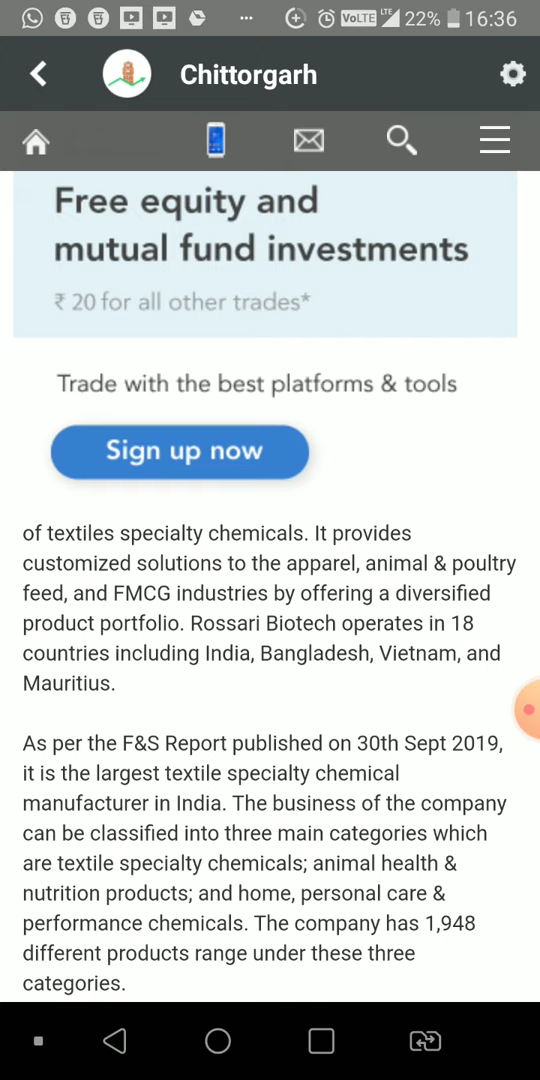 VoLTE LTE 22% 16:36
Chittorgarh
Free equity and
mutual fund investments
₹ 20 for all other trades*
Trade with the best platforms & tools
Sign up now
of textiles specialty chemicals. It provides
customized solutions to the apparel, animal & poultry
feed, and FMCG industries by offering a diversified
product portfolio. Rossari Biotech operates in 18
countries including India, Bangladesh, Vietnam, and
Mauritius.
As per the F&S Report published on 30th Sept 2019,
it is the largest textile specialty chemical
manufacturer in India. The business of the company
can be classified into three main categories which
are textile specialty chemicals; animal health &
nutrition products; and home, personal care &
performance chemicals. The company has 1,948
different products range under these three
categories.